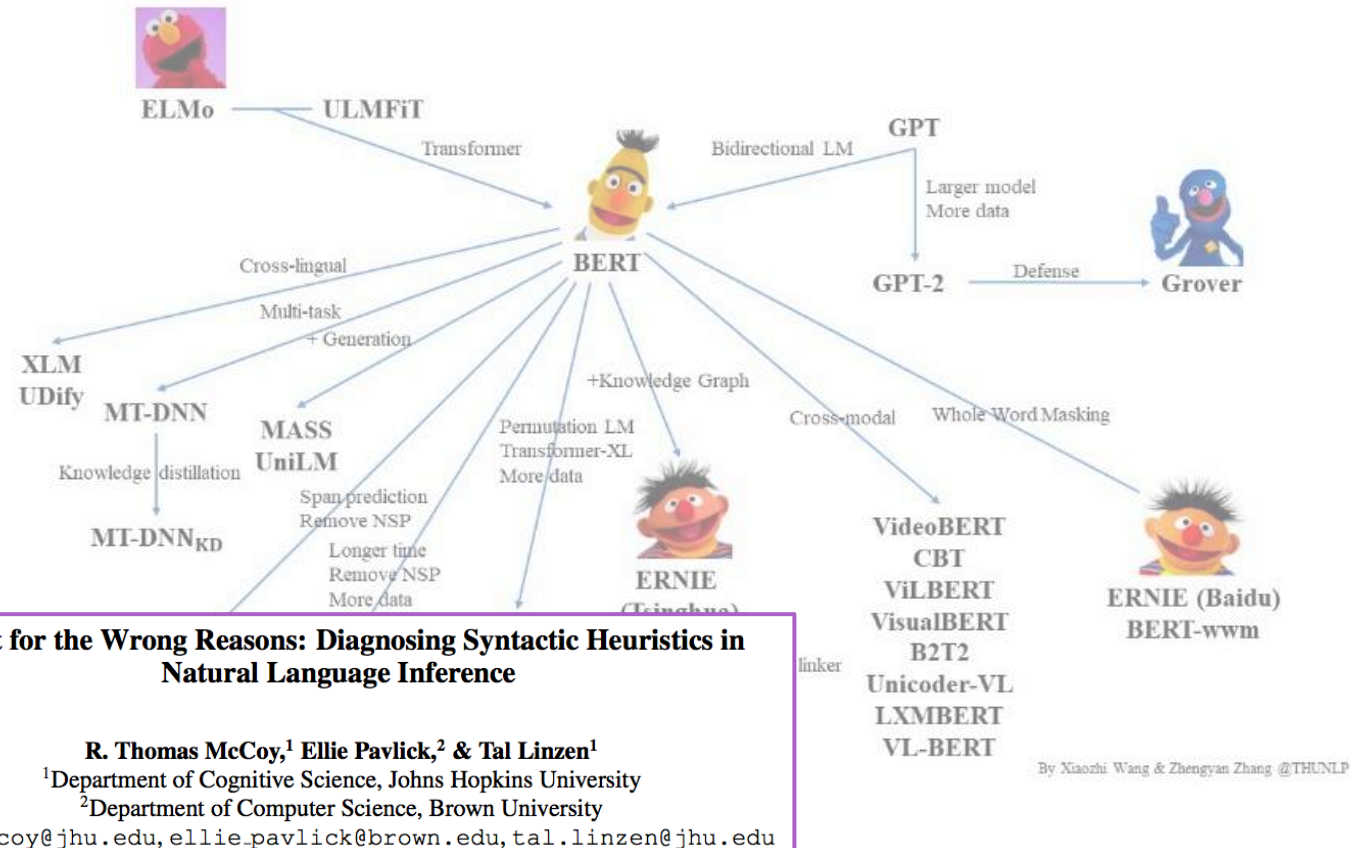 ELMo
ULMFiT
GPT
Transformer
Bidirectional LM
Larger model
More data
BERT
Cross-lingual
GPT-2
Defense
Grover
Multi-task
+ Generation
XLM
UDify
MT-DNN
MASS
UniLM
+Knowledge Graph
Cross-modal
Whole Word Masking
Permutation LM
Transformer-XL
More data
Knowledge distillation
Span prediction
Remove NSP
MT-DNNKD
Longer time
Remove NSP
More data
ERNIE
(Tsinghua)
VideoBERT
CBT
ViLBERT
VisualBERT
B2T2
Unicoder-VL
LXMBERT
VL-BERT
ERNIE (Baidu)
BERT-wwm
linker
By Xiaozhi Wang & Zhengyan Zhang @THUNLP
for the Wrong Reasons: Diagnosing Syntactic Heuristics in
Natural Language Inference
R. Thomas McCoy,1 Ellie Pavlick,2 & Tal Linzen1
1Department of Cognitive Science, Johns Hopkins University
2Department of Computer Science, Brown University
coy@jhu.edu, ellie_pavlick@brown.edu, tal.linzen@jhu.edu